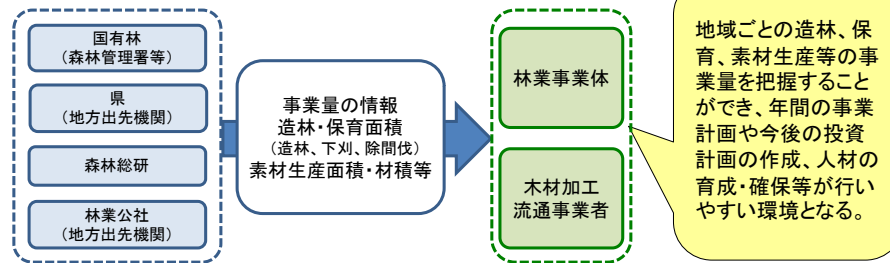 国有林
(森林管理署等)
県
(地方出先機関)
森林総研
林業公社
(地方出先機関)
事業量の情報
造林・保育面積
(造林、下刈、除間伐)
素材生産面積・材積等
林業事業体
木材加工
流通事業者
地域ごとの造林、保
育、素材生産等の事
業量を把握すること
ができ、年間の事業
計画や今後の投資
計画の作成、人材の
育成・確保等が行い
やすい環境となる。